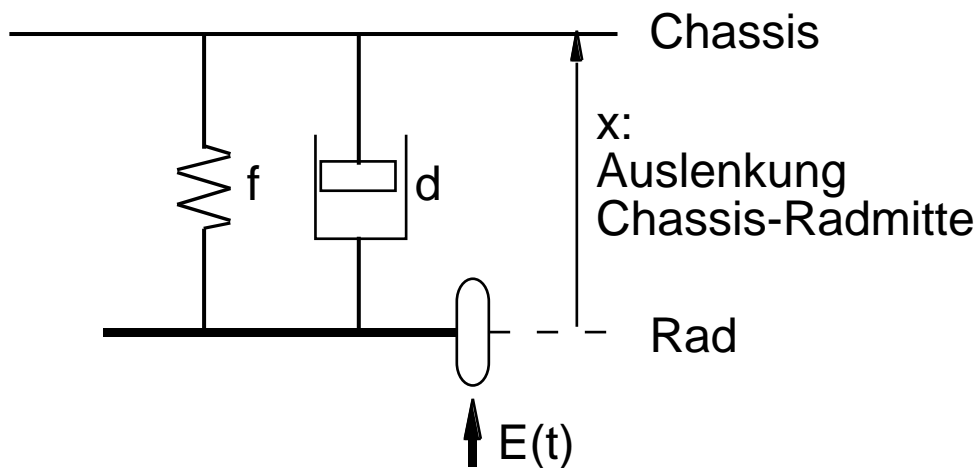 Chassis
x:
Auslenkung
Chassis-Radmitte
f
d
Rad
E(t)